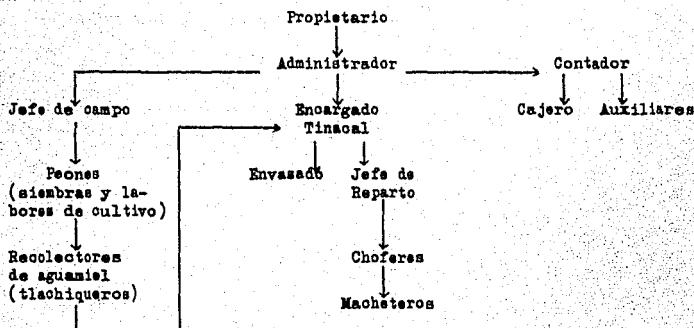 Propietario
Administrador
Contador
Jefe de campo
Encargado
Tinacal
Cajero
Auxiliares
Peones
(siembras y la-
bores de cultivo)
Envasado
Jefe de
Reparto
Recolectores
de aguamiel
(tlachiqueros)
Choferes
Macheteros